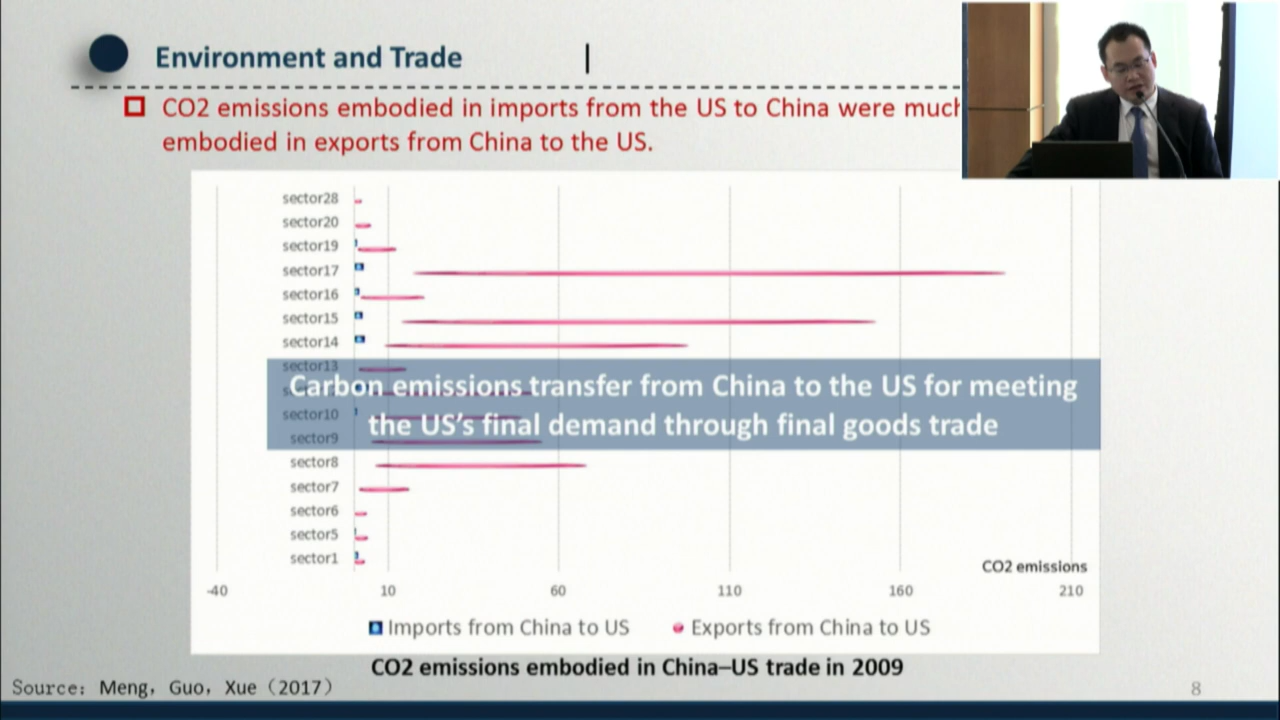 Environment and Trade
CO2 emissions embodied in imports from the US to China were much
embodied in exports from China to the US.
sector28
sector20
sector19
sector17
sector16
sector15
sector14
sector13
Carbon emissions transfer from China to the US for meeting
sector10
the US's final demand through final goods trade
sector9
sector8
sector7
sector6
sector5
sector1
CO2 emissions
-40 10 60 110 160 210
Imports from China to US Exports from China to US
CO2 emissions embodied in China–US trade in 2009
Source: Meng, Guo, Xue (2017)
8